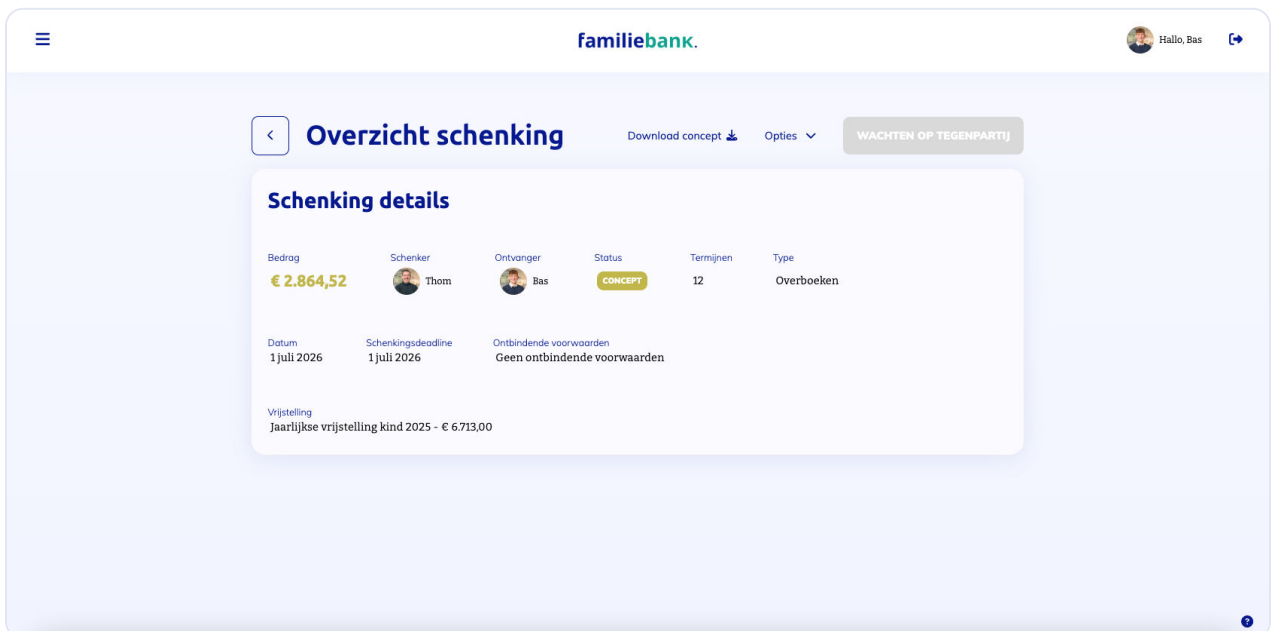 familiebank.
Hallo, Bas
Overzicht schenking
Download concept
Opties
WACHTEN OP TEGENPARTIJ
Schenking details
Bedrag Schenker Ontvanger Status Termijnen Type
€ 2.864,52 Thom Bas CONCEPT 12 Overboeken
Datum Schenkingsdeadline Ontbindende voorwaarden
1 juli 2026 1 juli 2026 Geen ontbindende voorwaarden
Vrijstelling
Jaarlijkse vrijstelling kind 2025 - € 6.713,00
?